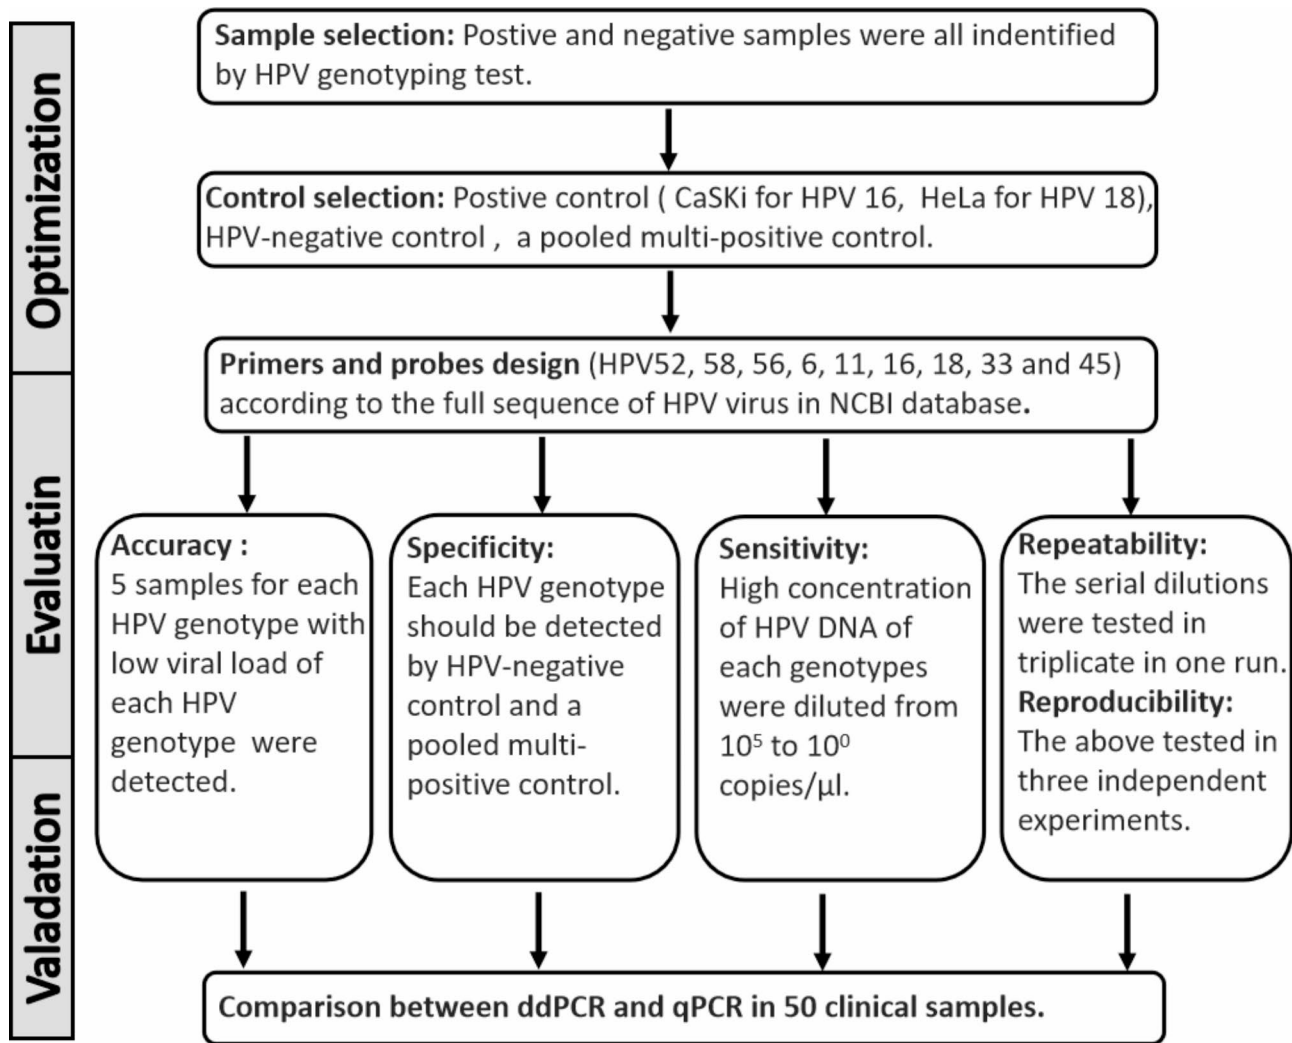 Optimization
Evaluatin
Valadation
Sample selection: Postive and negative samples were all indentified
by HPV genotyping test.
Control selection: Postive control ( CaSKi for HPV 16, HeLa for HPV 18),
HPV-negative control , a pooled multi-positive control.
Primers and probes design (HPV52, 58, 56, 6, 11, 16, 18, 33 and 45)
according to the full sequence of HPV virus in NCBI database.
Accuracy :
5 samples for each
HPV genotype with
low viral load of
each HPV
genotype were
detected.
Specificity:
Each HPV genotype
should be detected
by HPV-negative
control and a
pooled multi-
positive control.
Sensitivity:
High concentration
of HPV DNA of
each genotypes
were diluted from
10⁵ to 10⁰
copies/μl.
Repeatability:
The serial dilutions
were tested in
triplicate in one run.
Reproducibility:
The above tested in
three independent
experiments.
Comparison between ddPCR and qPCR in 50 clinical samples.